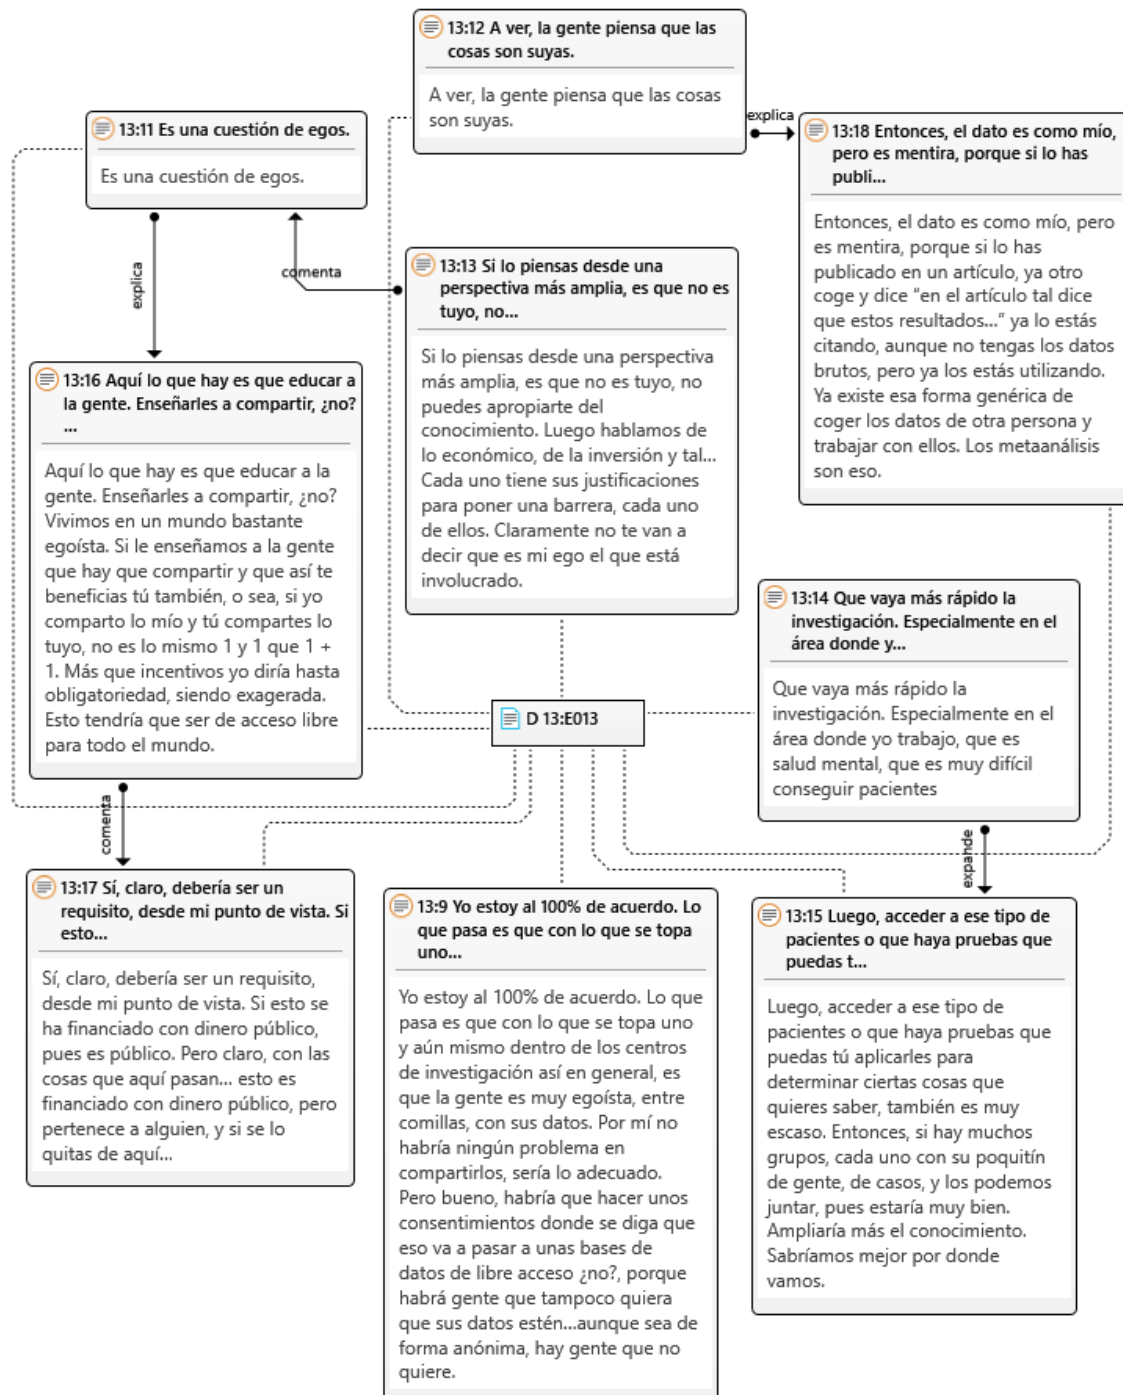 13:12 A ver, la gente piensa que las
cosas son suyas.
A ver, la gente piensa que las cosas
son suyas.
explica
13:11 Es una cuestión de egos.
Es una cuestión de egos.
13:18 Entonces, el dato es como mío,
pero es mentira, porque si lo has
publi...
Entonces, el dato es como mío, pero
es mentira, porque si lo has
publicado en un artículo, ya otro
coge y dice “en el artículo tal dice
que estos resultados...” ya lo estás
citando, aunque no tengas los datos
brutos, pero ya los estás utilizando.
Ya existe esa forma genérica de
coger los datos de otra persona y
trabajar con ellos. Los metaanálisis
son eso.
explica
comenta
13:13 Si lo piensas desde una
perspectiva más amplia, es que no es
tuyo, no...
Si lo piensas desde una perspectiva
más amplia, es que no es tuyo, no
puedes apropiarte del
conocimiento. Luego hablamos de
lo económico, de la inversión y tal...
Cada uno tiene sus justificaciones
para poner una barrera, cada uno
de ellos. Claramente no te van a
decir que es mi ego el que está
involucrado.
13:16 Aquí lo que hay es que educar a
la gente. Enseñarles a compartir, ¿no?
...
Aquí lo que hay es que educar a la
gente. Enseñarles a compartir, ¿no?
Vivimos en un mundo bastante
egoísta. Si le enseñamos a la gente
que hay que compartir y que así te
beneficias tú también, o sea, si yo
comparto lo mío y tú compartes lo
tuyo, no es lo mismo 1 y 1 que 1 +
1. Más que incentivos yo diría hasta
obligatoriedad, siendo exagerada.
Esto tendría que ser de acceso libre
para todo el mundo.
13:14 Que vaya más rápido la
investigación. Especialmente en el
área donde y...
Que vaya más rápido la
investigación. Especialmente en el
área donde yo trabajo, que es
salud mental, que es muy difícil
conseguir pacientes
D 13:E013
comenta
expande
13:17 Sí, claro, debería ser un
requisito, desde mi punto de vista. Si
esto...
Sí, claro, debería ser un requisito,
desde mi punto de vista. Si esto se
ha financiado con dinero público,
pues es público. Pero claro, con las
cosas que aquí pasan... esto es
financiado con dinero público, pero
pertenece a alguien, y si se lo
quitas de aquí...
13:9 Yo estoy al 100% de acuerdo. Lo
que pasa es que con lo que se topa
uno...
Yo estoy al 100% de acuerdo. Lo que
pasa es que con lo que se topa uno
y aún mismo dentro de los centros
de investigación así en general, es
que la gente es muy egoísta, entre
comillas, con sus datos. Por mí no
habría ningún problema en
compartirlos, sería lo adecuado.
Pero bueno, habría que hacer unos
consentimientos donde se diga que
eso va a pasar a unas bases de
datos de libre acceso ¿no?, porque
habrá gente que tampoco quiera
que sus datos estén...aunque sea de
forma anónima, hay gente que no
quiere.
13:15 Luego, acceder a ese tipo de
pacientes o que haya pruebas que
puedas t...
Luego, acceder a ese tipo de
pacientes o que haya pruebas que
puedas tú aplicarles para
determinar ciertas cosas que
quieres saber, también es muy
escaso. Entonces, si hay muchos
grupos, cada uno con su poquitín
de gente, de casos, y los podemos
juntar, pues estaría muy bien.
Ampliaría más el conocimiento.
Sabríamos mejor por donde
vamos.